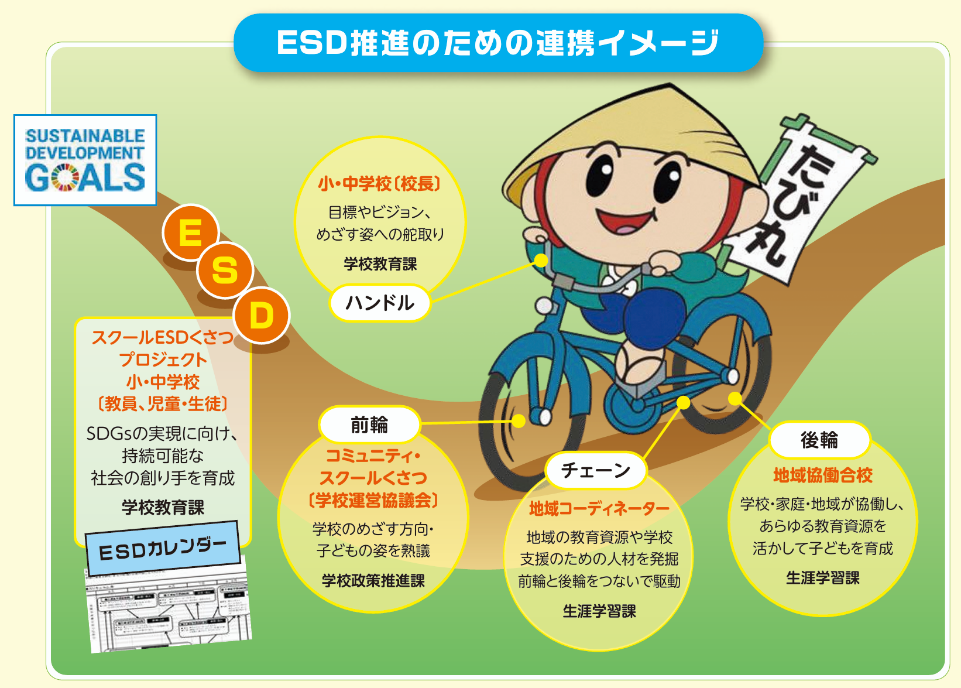 ESD推進のための連携イメージ
SUSTAINABLE
DEVELOPMENT
GOALS
E
S
D
小・中学校〔校長〕
目標やビジョン、
めざす姿への舵取り
学校教育課
ハンドル
たび丸
スクールESDくさつ
プロジェクト
小・中学校
〔教員、児童・生徒〕
SDGsの実現に向け、
持続可能な
社会の創り手を育成
学校教育課
ESDカレンダー
前輪
コミュニティ・
スクールくさつ
〔学校運営協議会〕
学校のめざす方向・
子どもの姿を熟議
学校政策推進課
チェーン
地域コーディネーター
地域の教育資源や学校
支援のための人材を発掘
前輪と後輪をつないで駆動
生涯学習課
後輪
地域協働合校
学校・家庭・地域が協働し、
あらゆる教育資源を
活かして子どもを育成
生涯学習課